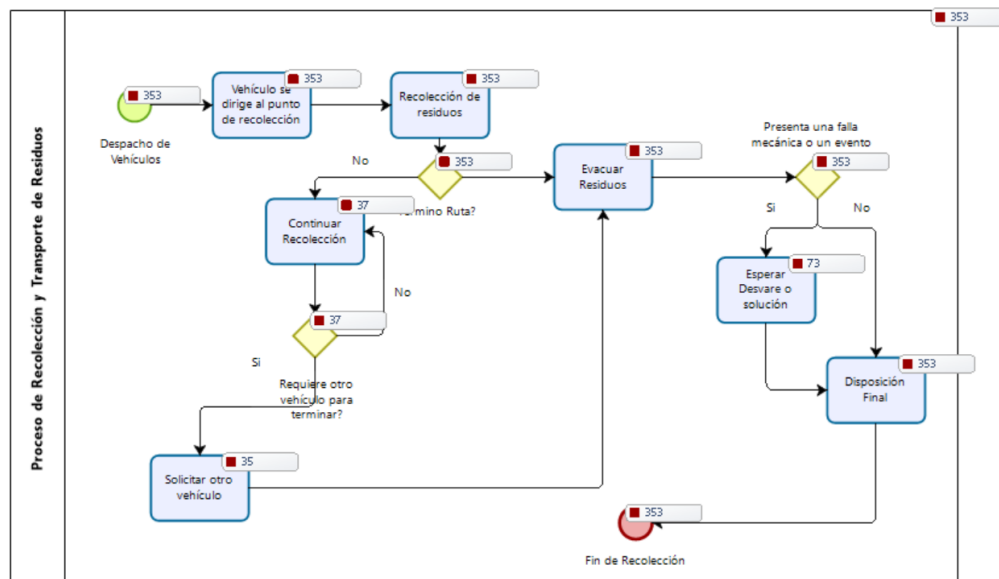 353
Proceso de Recolección y Transporte de Residuos
353
Despacho de
Vehículos
353
Vehículo se
dirige al punto
de recolección
353
Recolección de
residuos
353
No
Termino Ruta?
353
Evacuar
Residuos
Presenta una falla
mecánica o un evento
353
Si
No
37
Continuar
Recolección
No
37
Si
Requiere otro
vehículo para
terminar?
73
Esperar
Desvare o
solución
353
Disposición
Final
35
Solicitar otro
vehículo
353
Fin de Recolección